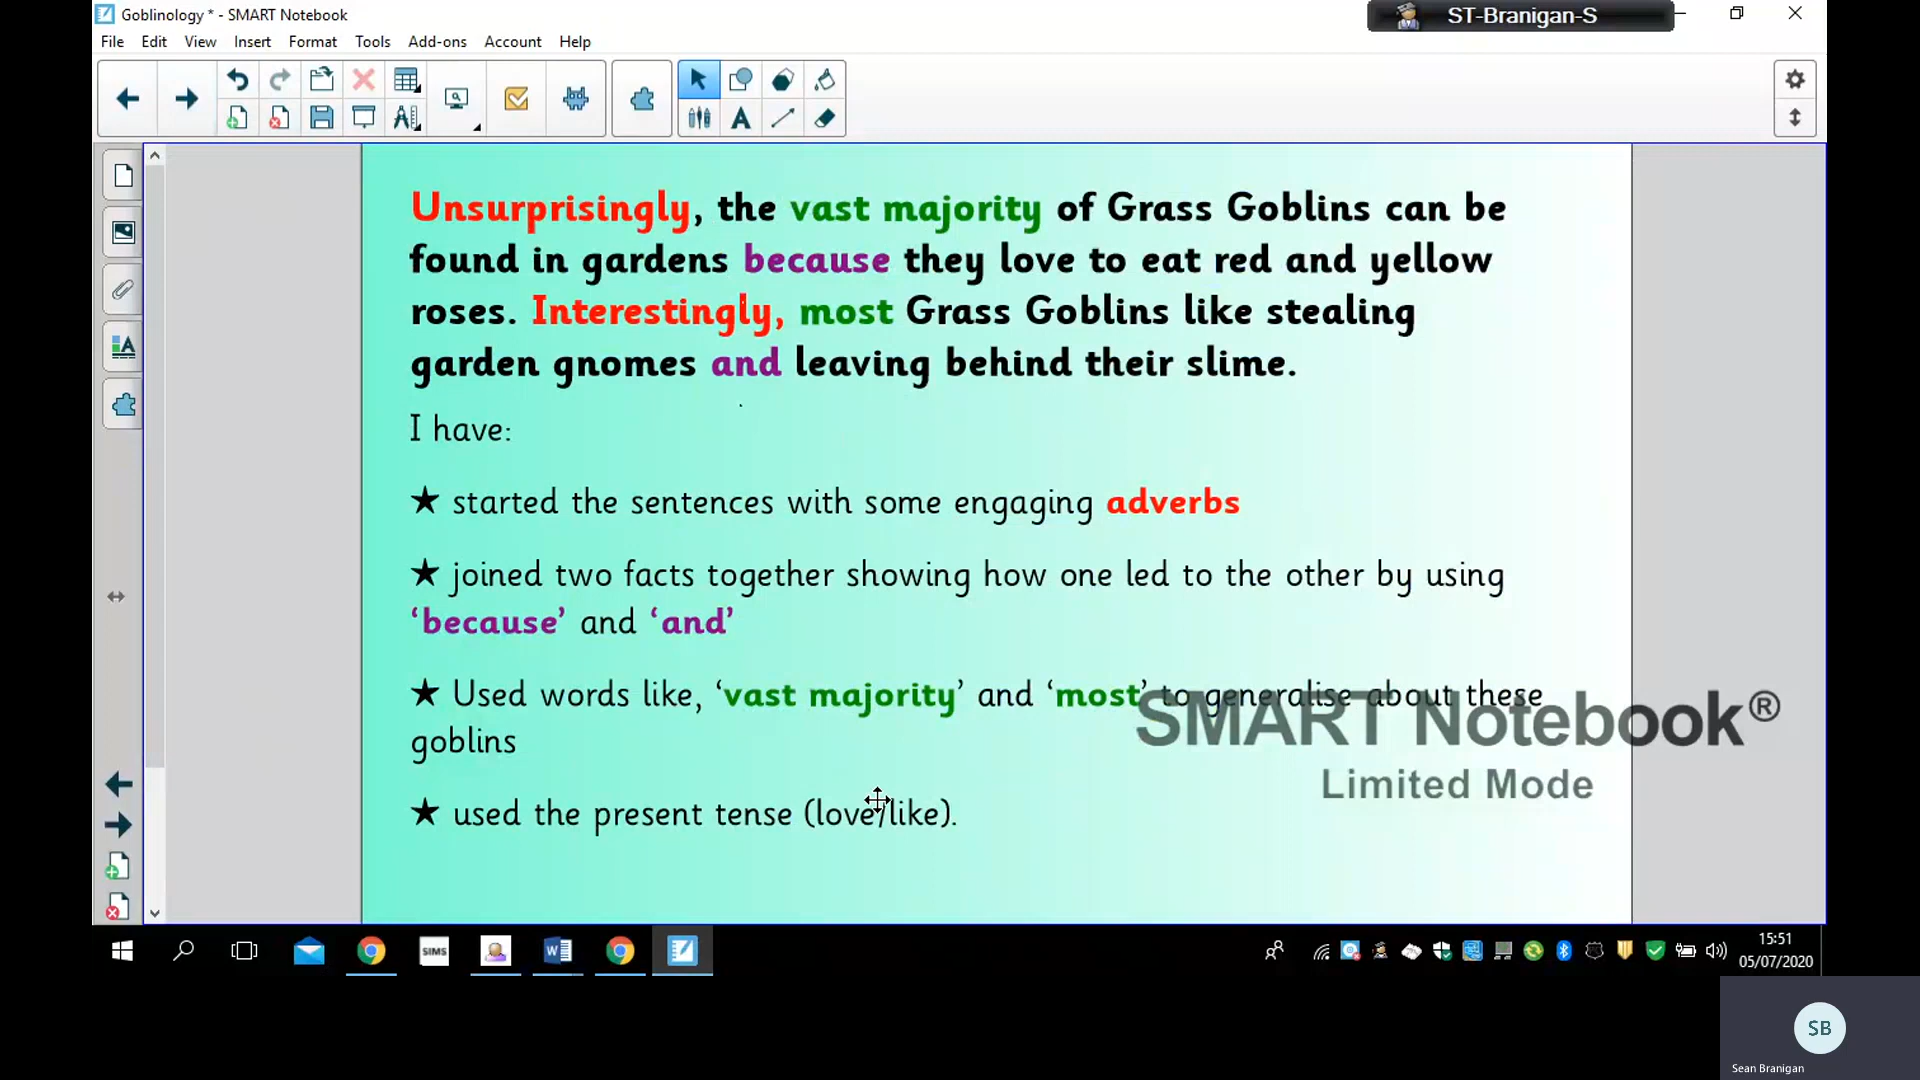 Goblinology * - SMART Notebook
ST-Branigan-S
File Edit View Insert Format Tools Add-ons Account Help
Unsurprisingly, the vast majority of Grass Goblins can be
found in gardens because they love to eat red and yellow
roses. Interestingly, most Grass Goblins like stealing
garden gnomes and leaving behind their slime.
I have:
★ started the sentences with some engaging adverbs
★ joined two facts together showing how one led to the other by using
‘because’ and ‘and’
★ Used words like, ‘vast majority’ and ‘most’ to generalise about these
goblins
SMART Notebook®
Limited Mode
★ used the present tense (love/like).
SIMS
15:51
05/07/2020
SB
Sean Branigan